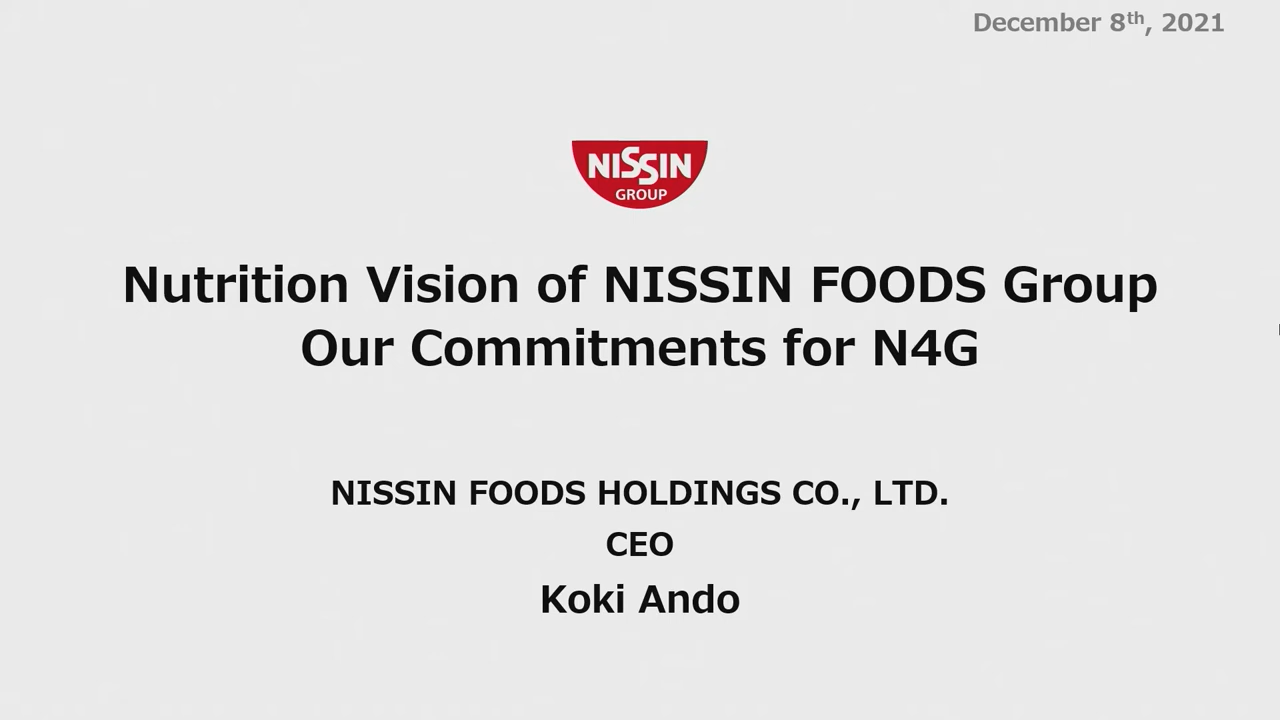 December 8th, 2021
NISSIN
GROUP
Nutrition Vision of NISSIN FOODS Group
Our Commitments for N4G
NISSIN FOODS HOLDINGS CO., LTD.
CEO
Koki Ando